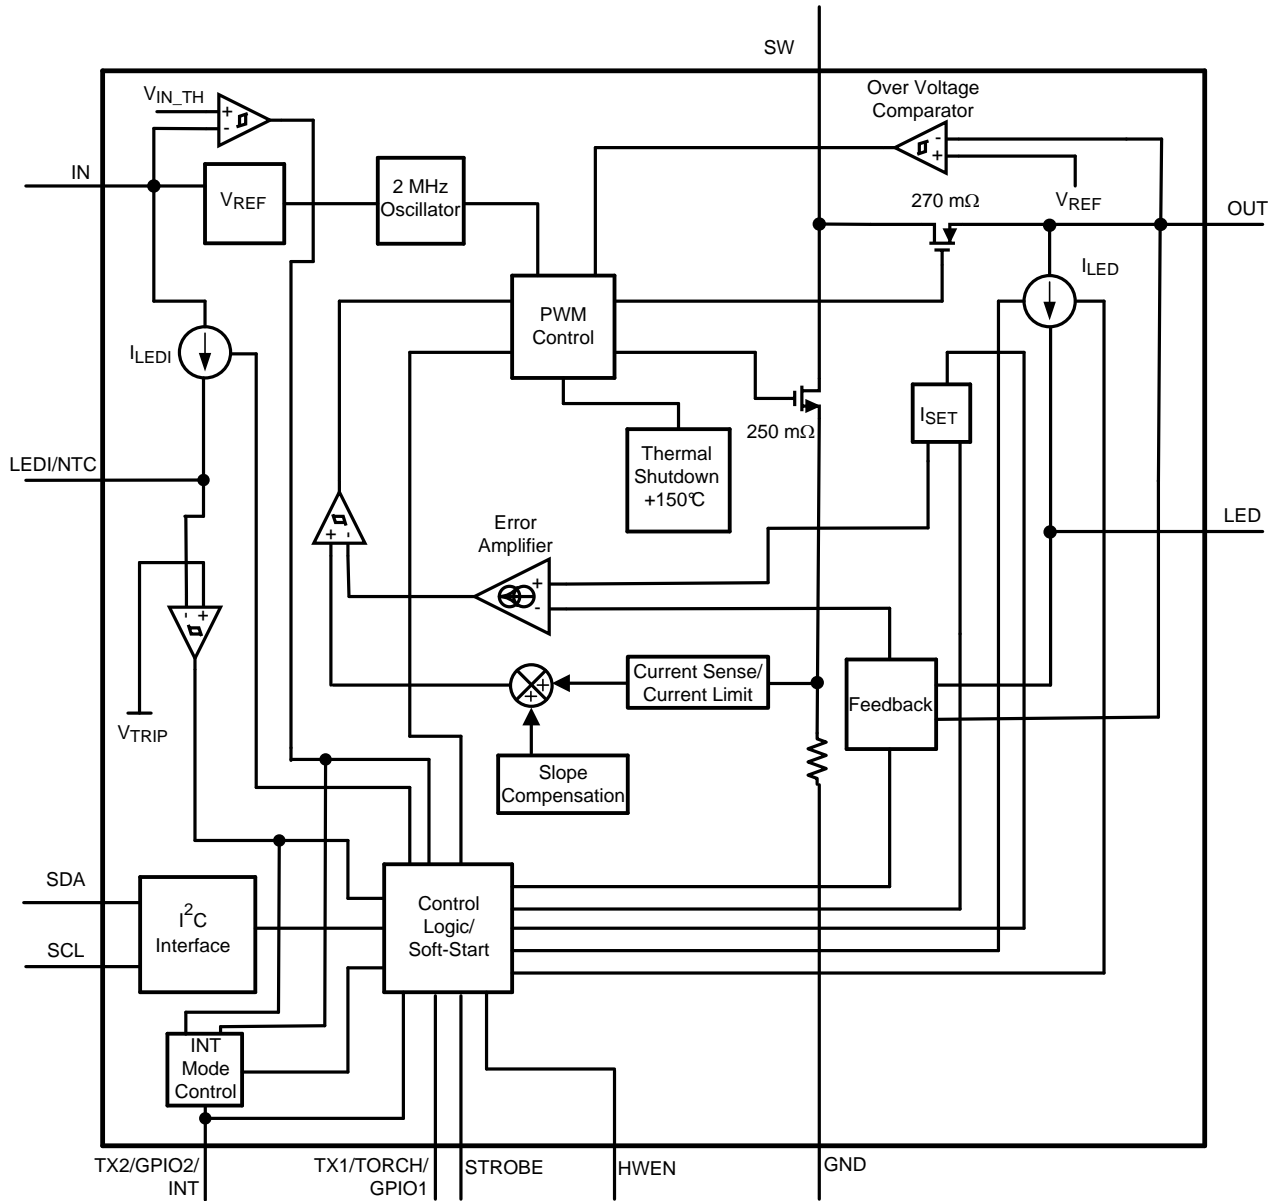 SW
Over Voltage
Comparator
VIN_TH
+
-
-
+
IN
VREF
2 MHz
Oscillator
270 mΩ
VREF
OUT
ILED
PWM
Control
ILEDI
ISET
250 mΩ
Thermal
Shutdown
+150°C
LEDI/NTC
LED
Error
Amplifier
+
-
+
-
-
+
Current Sense/
Current Limit
+
+
Feedback
VTRIP
Slope
Compensation
SDA
I2C
Interface
SCL
Control
Logic/
Soft-Start
INT
Mode
Control
TX2/GPIO2/
INT
TX1/TORCH/
GPIO1
STROBE
HWEN
GND